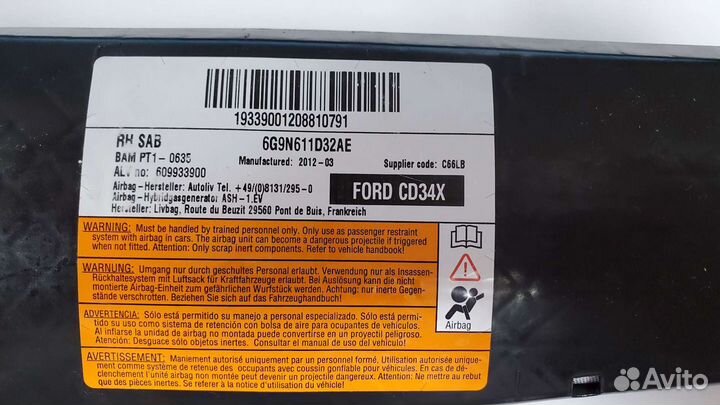 19339001208810791
RH SAB
6G9N611D32AE
BAM PT1- 0635
Manufactured: 2012-03
Supplier code: C66LB
ALV no: 609933900
Airbag-Hersteller: Autoliv Tel. +49/(0)8131/295-0
Airbag-Hybridgasgenerator ASH-1.EV
Hersteller: Livbag, Route du Beuzit 29560 Pont de Buis, Frankreich
FORD CD34X
WARNING: Must be handled by trained personnel only. Only use as passenger restraint
system with airbag in cars. The airbag unit can become a dangerous projectile if triggered
when not fitted. Attention: Only scrap inert components. Refer to vehicle handbook!
WARNUNG: Umgang nur durch geschultes Personal erlaubt. Verwendung nur als Insassen-
Rückhaltesystem mit Luftsack für Kraftfahrzeuge erlaubt. Bei Auslösung kann die nicht
montierte Airbag-Einheit zum gefährlichen Wurfstück werden. Achtung: Nur inerte Gegen-
stände verschrotten. Beziehen Sie sich auf das Fahrzeughandbuch!
ADVERTENCIA: Sólo está permitido su manejo a personal especializado. Sólo está permitido
su uso como sistema de retención con bolsa de aire para ocupantes de vehículos.
Al inflarse la unidad de airbag no montada puede convertirse en un proyectil peligroso.
Atención: Desguace sólo objetos inertes. Consultar el manual de uso del vehículo!
AVERTISSEMENT: Maniement autorisé uniquement par un personnel formé. Utilisation autorisée unique-
ment comme système de retenue des occupants avec coussin gonflable pour véhicules. En cas de dé-
clenchement l'unité airbag non montée peut devenir un projectile dangereux. Attention: Ne mettre au rebut
que des pièces inertes. Se referer à la notice d'utilisation du véhicule!
Airbag
Avito